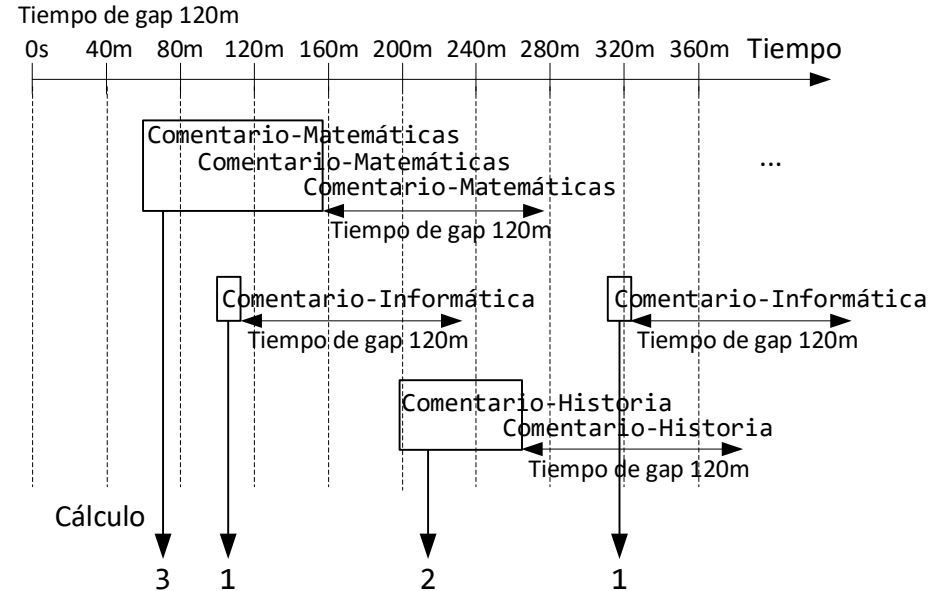 Tiempo de gap 120m
0s 40m 80m 120m 160m 200m 240m 280m 320m 360m Tiempo
Comentario-Matemáticas
Comentario-Matemáticas
...
Comentario-Matemáticas
Tiempo de gap 120m
Comentario-Informática Comentario-Informática
Tiempo de gap 120m Tiempo de gap 120m
Comentario-Historia
Comentario-Historia
Tiempo de gap 120m
Cálculo
3 1 2 1